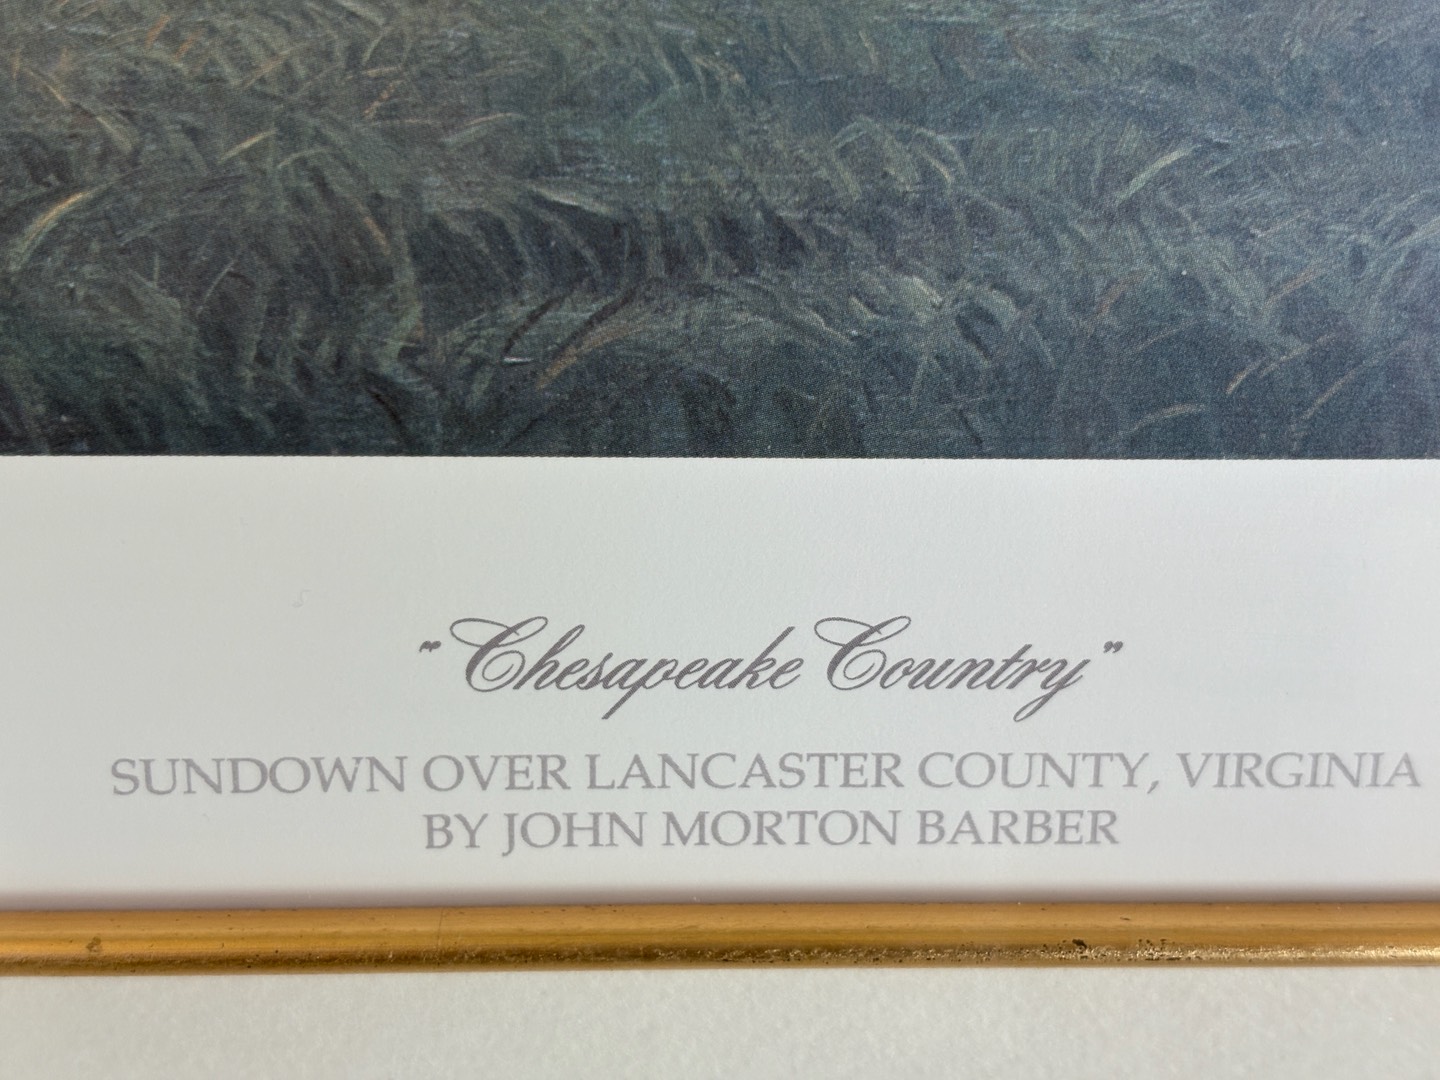 "Chesapeake Country"
SUNDOWN OVER LANCASTER COUNTY, VIRGINIA
BY JOHN MORTON BARBER